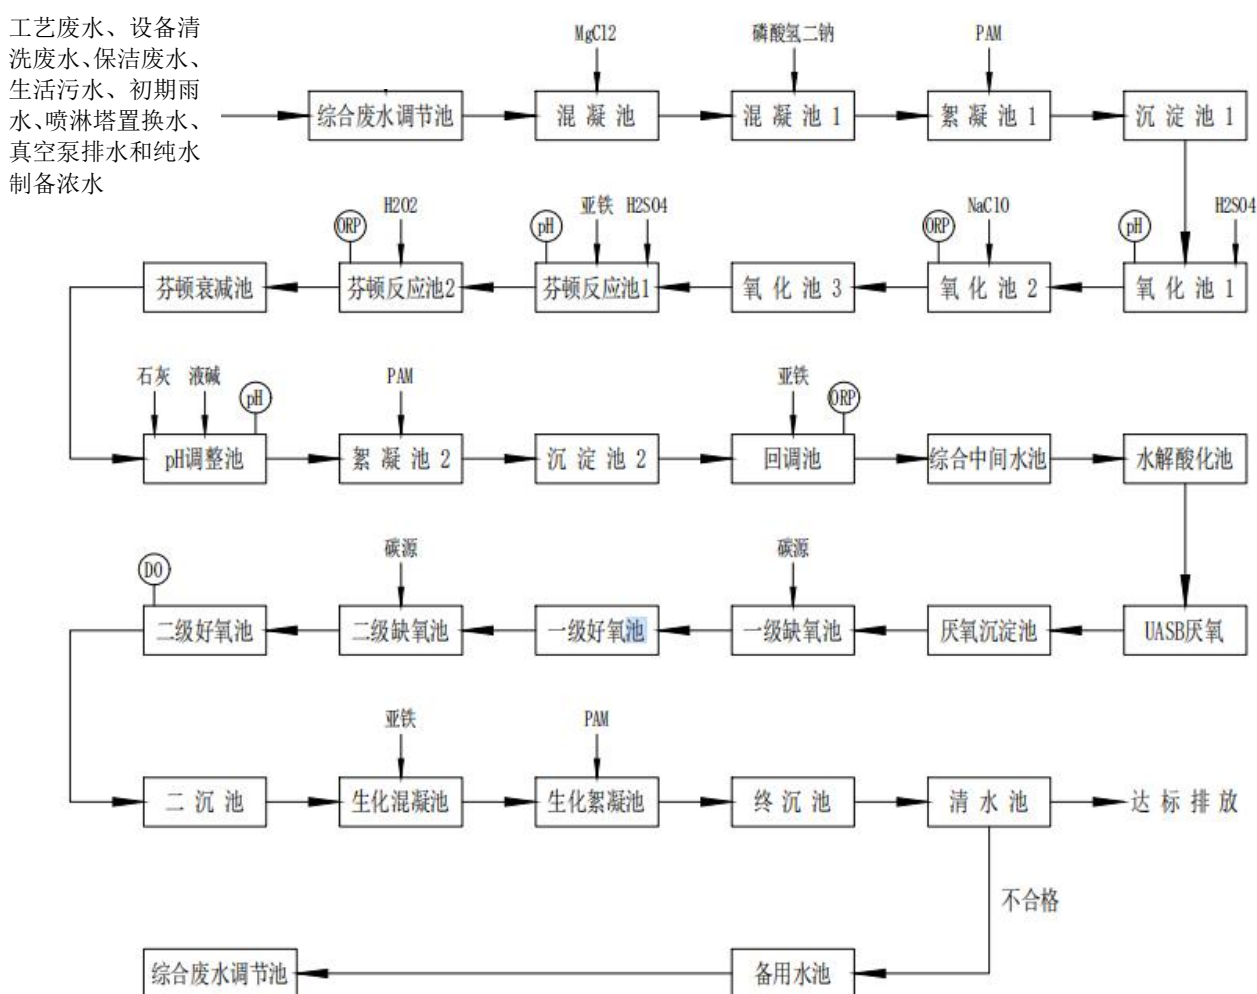 工艺废水、设备清
洗废水、保洁废水、
生活污水、初期雨
水、喷淋塔置换水、
真空泵排水和纯水
制备浓水
MgCl2
磷酸氢二钠
PAM
综合废水调节池
混凝池
混凝池1
絮凝池1
沉淀池1
ORP
H2O2
pH
亚铁
H2SO4
ORP
NaClO
pH
H2SO4
芬顿衰减池
芬顿反应池2
芬顿反应池1
氧化池3
氧化池2
氧化池1
石灰
液碱
pH
PAM
亚铁
ORP
pH调整池
絮凝池2
沉淀池2
回调池
综合中间水池
水解酸化池
DO
碳源
碳源
二级好氧池
二级缺氧池
一级好氧池
一级缺氧池
厌氧沉淀池
UASB厌氧
亚铁
PAM
二沉池
生化混凝池
生化絮凝池
终沉池
清水池
达标排放
不合格
综合废水调节池
备用水池